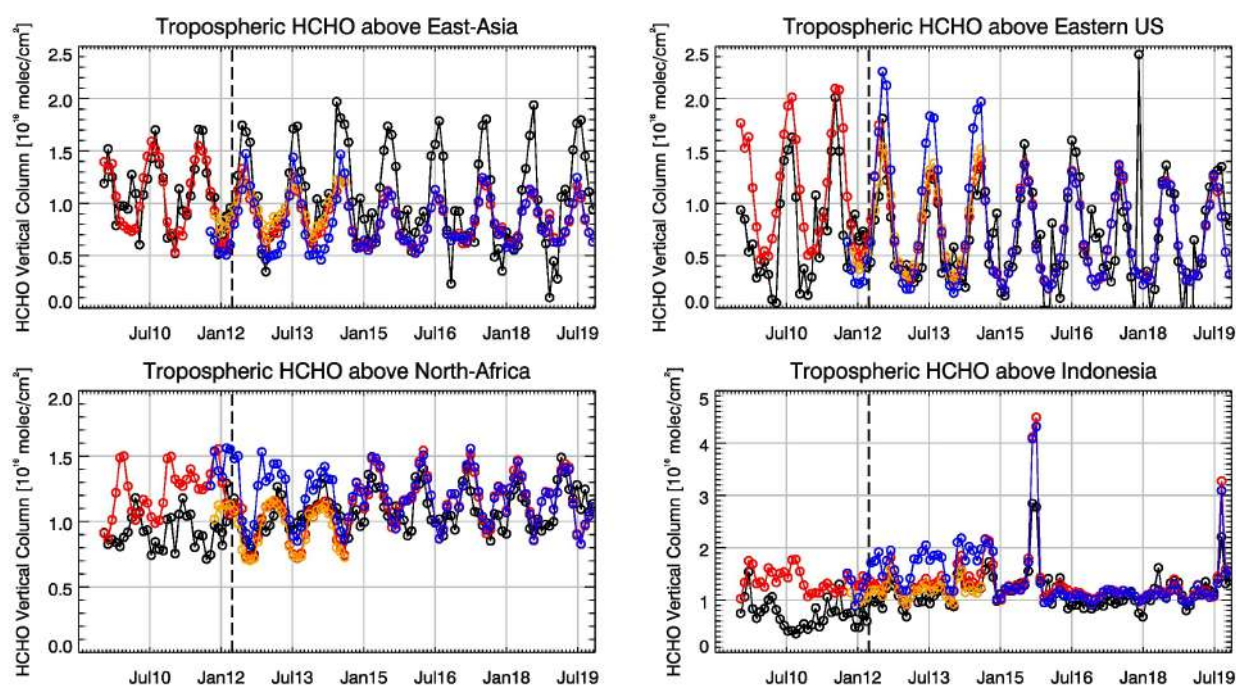 Tropospheric HCHO above East-Asia
HCHO Vertical Column [10¹⁶ molec/cm²]
2.5
2.0
1.5
1.0
0.5
0.0
Jul10 Jan12 Jul13 Jan15 Jul16 Jan18 Jul19
Tropospheric HCHO above Eastern US
HCHO Vertical Column [10¹⁶ molec/cm²]
2.5
2.0
1.5
1.0
0.5
0.0
Jul10 Jan12 Jul13 Jan15 Jul16 Jan18 Jul19
Tropospheric HCHO above North-Africa
HCHO Vertical Column [10¹⁶ molec/cm²]
2.0
1.5
1.0
0.5
0.0
Jul10 Jan12 Jul13 Jan15 Jul16 Jan18 Jul19
Tropospheric HCHO above Indonesia
HCHO Vertical Column [10¹⁶ molec/cm²]
5
4
3
2
1
0
Jul10 Jan12 Jul13 Jan15 Jul16 Jan18 Jul19